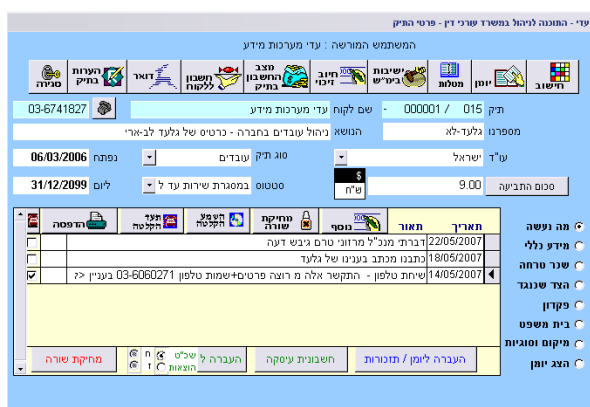 עדי - התוכנה לניהול במשרד עורכי דין - פרטי התיק
המשתמש המורשה : עדי מערכות מידע
חישוב יומן מטלות ישיבות בימ"ש חיוב זיכוי מצב החשבון בתיק חשבון ללקוח דואר הערות בתיק סגירה
תיק 015 / 000001 - שם לקוח עדי מערכות מידע 03-6741827
מספרנו גלעד-לא הנושא ניהול עובדים בחברה - כרטיס של גלעד לב-ארי
עו"ד ישראל סוג תיק עובדים נפתח 06/03/2006
$
ש"ח
סכום התביעה 9.00 סטטוס במסגרת שירות עד ל ליום 31/12/2099
מה נעשה
מידע כללי
שכר טרחה
הצד שכנגד
פקדון
בית משפט
מיקום וסוגיות
הצג יומן
תאריך תאור נוסף מחיקת שורה השמע הקלטה תעד הקלטה הדפסה
22/05/2007 דברתי מנכ"ל מרזוני טרם גיבש דעה
18/05/2007 כתבנו מכתב בענינו של גלעד
14/05/2007 שיחת טלפון - התקשר אלה מ רוצה פרטים+שמות טלפון 03-6060271 בעניין <ל
העברה ליומן / תזכורות חשבונית עיסקה העברה ל שכ"ט הוצאות ח ז מחיקת שורה